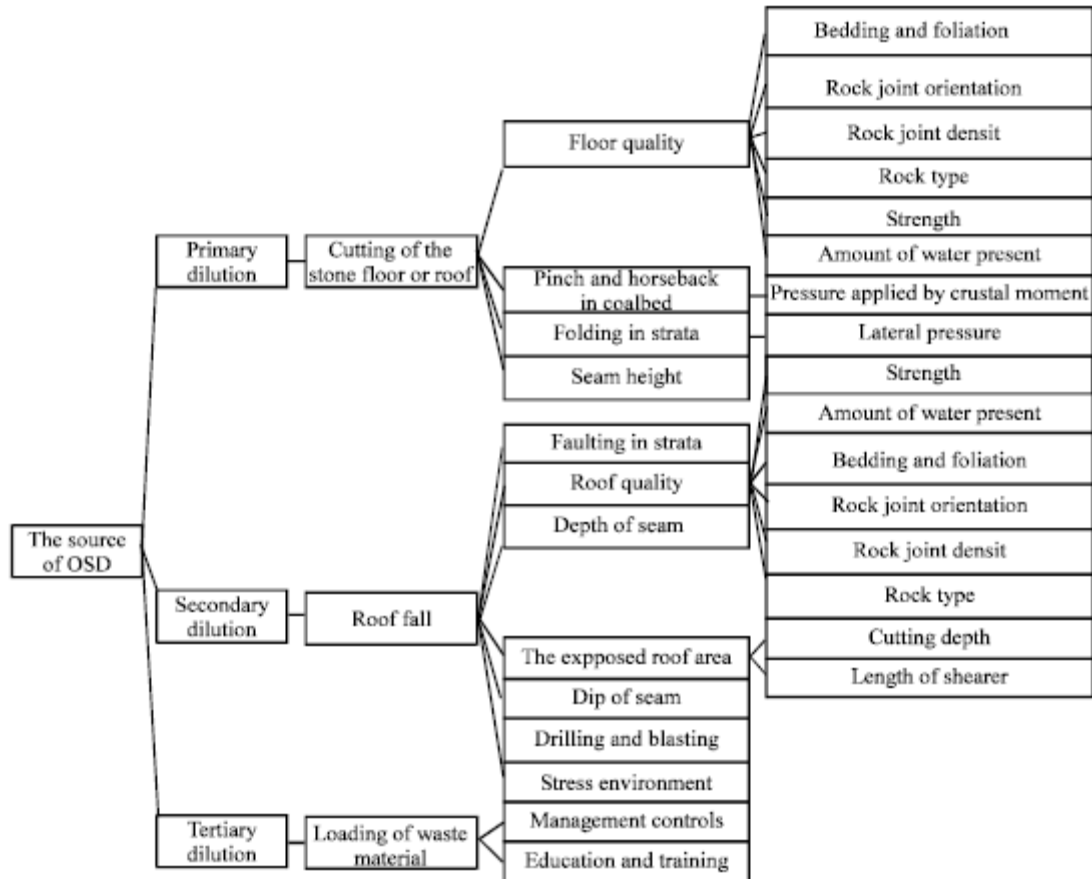 The source
of OSD
Primary
dilution
Secondary
dilution
Tertiary
dilution
Cutting of the
stone floor or roof
Roof fall
Loading of waste
material
Floor quality
Pinch and horseback
in coalbed
Folding in strata
Seam height
Faulting in strata
Roof quality
Depth of seam
The expposed roof area
Dip of seam
Drilling and blasting
Stress environment
Management controls
Education and training
Bedding and foliation
Rock joint orientation
Rock joint densit
Rock type
Strength
Amount of water present
Pressure applied by crustal moment
Lateral pressure
Strength
Amount of water present
Bedding and foliation
Rock joint orientation
Rock joint densit
Rock type
Cutting depth
Length of shearer